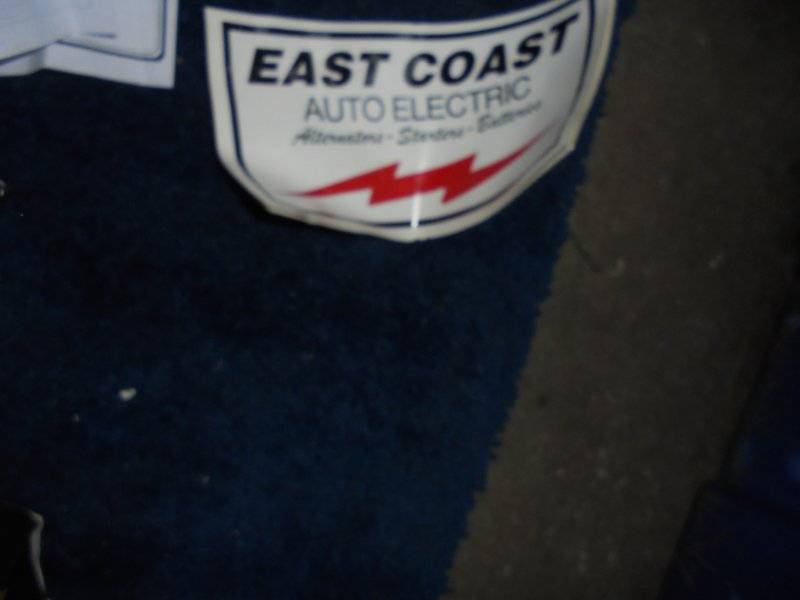 EAST COAST
AUTO ELECTRIC
Alternators - Starters - Batteries